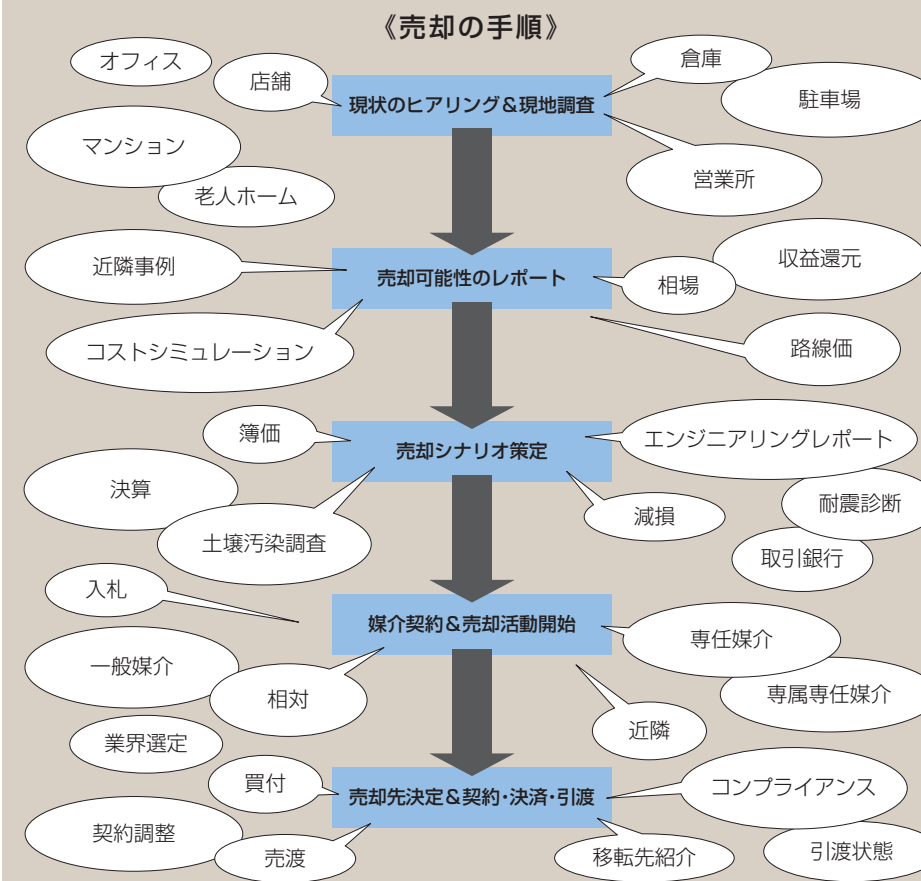 《売却の手順》
オフィス
店舗
倉庫
駐車場
現状のヒアリング&現地調査
マンション
老人ホーム
営業所
近隣事例
売却可能性のレポート
相場
収益還元
コストシミュレーション
路線価
簿価
売却シナリオ策定
エンジニアリングレポート
決算
土壌汚染調査
減損
耐震診断
取引銀行
入札
媒介契約&売却活動開始
専任媒介
一般媒介
相対
専属専任媒介
近隣
業界選定
買付
売却先決定&契約・決済・引渡
コンプライアンス
契約調整
売渡
移転先紹介
引渡状態